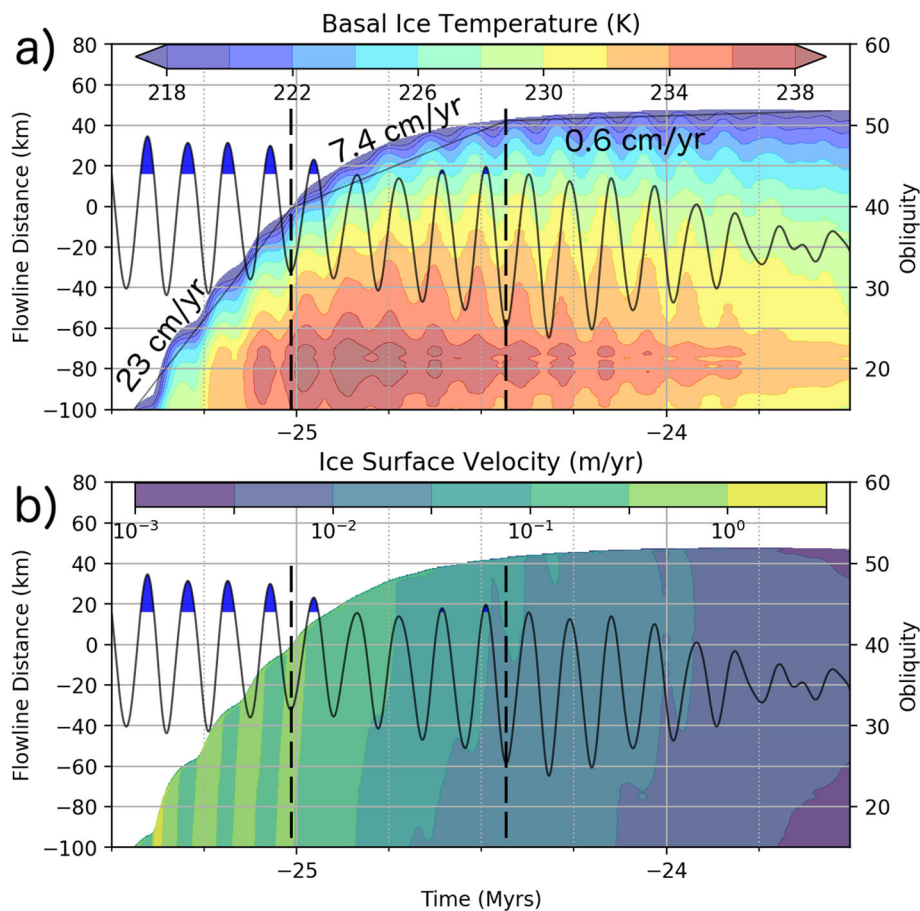 Basal Ice Temperature (K)
a)
80
60
40
20
0
−20
−40
−60
−80
−100
Flowline Distance (km)
218 222 226 230 234 238
60
50
40
30
20
Obliquity
23 cm/yr
7.4 cm/yr
0.6 cm/yr
−25 −24
Ice Surface Velocity (m/yr)
b)
80
60
40
20
0
−20
−40
−60
−80
−100
Flowline Distance (km)
10⁻³ 10⁻² 10⁻¹ 10⁰
60
50
40
30
20
Obliquity
−25 −24
Time (Myrs)